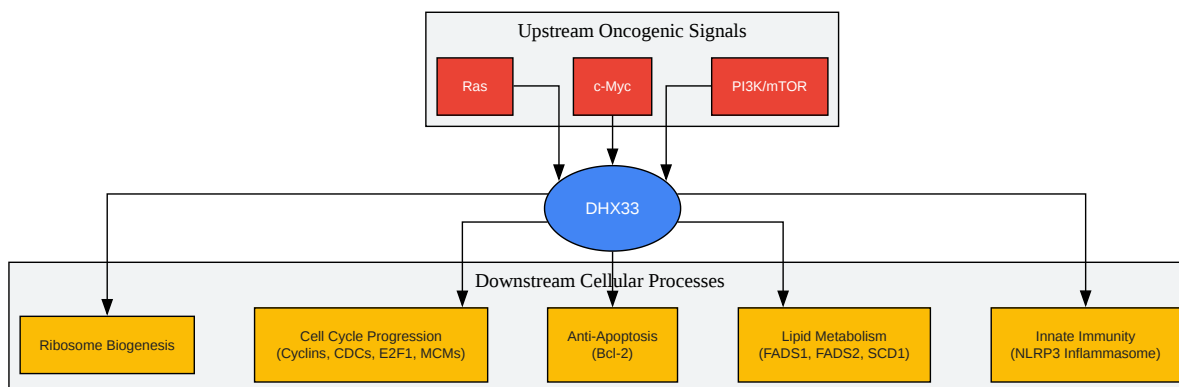 Upstream Oncogenic Signals
Ras
c-Myc
PI3K/mTOR
DHX33
Downstream Cellular Processes
Ribosome Biogenesis
Cell Cycle Progression
(Cyclins, CDCs, E2F1, MCMs)
Anti-Apoptosis
(Bcl-2)
Lipid Metabolism
(FADS1, FADS2, SCD1)
Innate Immunity
(NLRP3 Inflammasome)